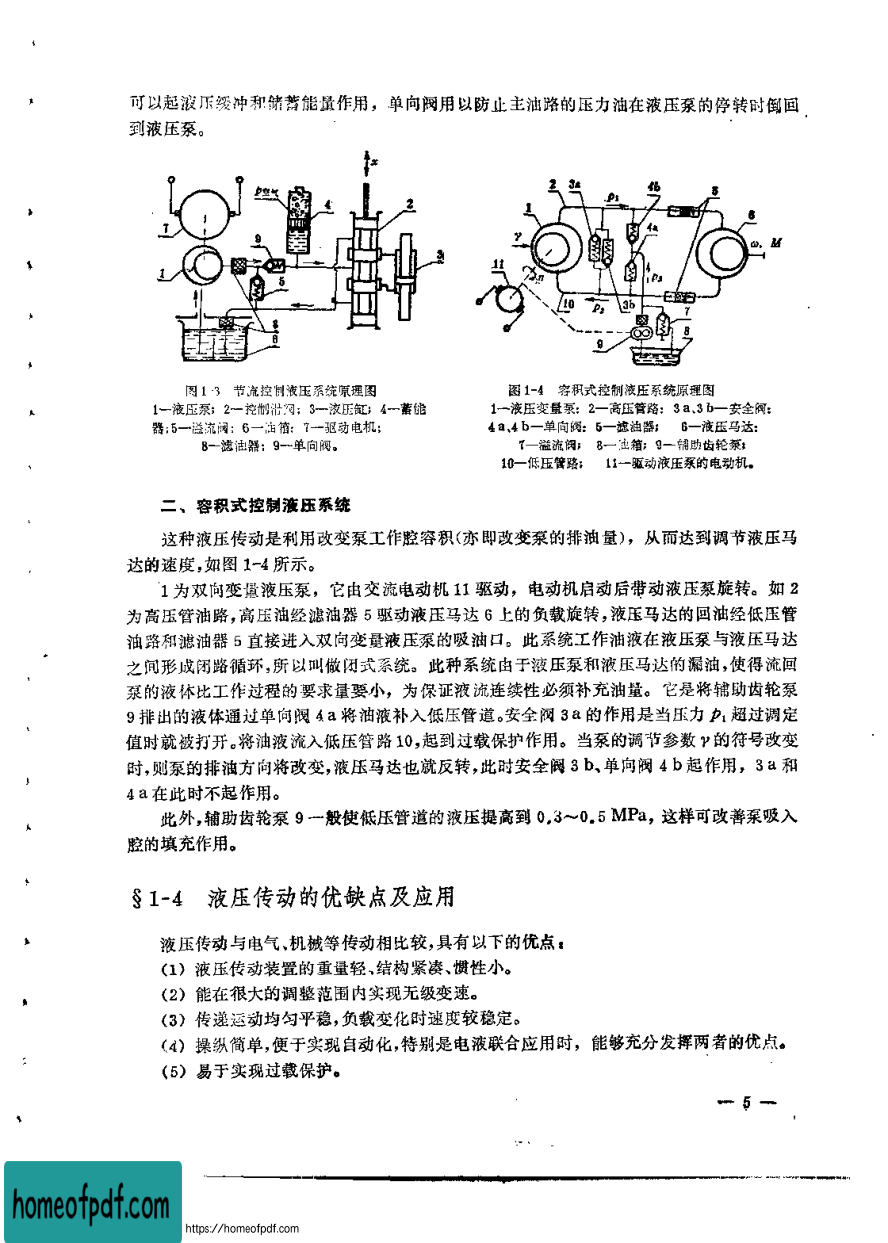 可以起液压缓冲和储蓄能量作用，单向阀用以防止主油路的压力油在液压泵的停转时倒回
到液压泵。
x
p空气
4
2
7
9
3
1
5
8
6
2
3a
4b
5
p₁
1
6
γ
4a
ω, M
11
p₃
10
p₂
3b
7
9
8
图 1-3 节流控制液压系统原理图
1—液压泵；2—控制滑阀；3—液压缸；4—蓄能
器；5—溢流阀；6—油箱；7—驱动电机；
8—滤油器；9—单向阀。
图 1-4 容积式控制液压系统原理图
1—液压变量泵；2—高压管路；3a、3b—安全阀；
4a、4b—单向阀；5—滤油器；6—液压马达；
7—溢流阀；8—油箱；9—辅助齿轮泵；
10—低压管路；11—驱动液压泵的电动机。
二、容积式控制液压系统
这种液压传动是利用改变泵工作腔容积(亦即改变泵的排油量)，从而达到调节液压马
达的速度，如图 1-4 所示。
1 为双向变量液压泵，它由交流电动机 11 驱动，电动机启动后带动液压泵旋转。如 2
为高压管油路，高压油经滤油器 5 驱动液压马达 6 上的负载旋转，液压马达的回油经低压管
油路和滤油器 5 直接进入双向变量液压泵的吸油口。此系统工作油液在液压泵与液压马达
之间形成闭路循环，所以叫做闭式系统。此种系统由于液压泵和液压马达的漏油，使得流回
泵的液体比工作过程的要求量要小，为保证液流连续性必须补充油量。它是将辅助齿轮泵
9 排出的液体通过单向阀 4a 将油液补入低压管道。安全阀 3a 的作用是当压力 p₁ 超过调定
值时就被打开。将油液流入低压管路 10，起到过载保护作用。当泵的调节参数 γ 的符号改变
时，则泵的排油方向将改变，液压马达也就反转，此时安全阀 3b、单向阀 4b 起作用，3a 和
4a 在此时不起作用。
此外，辅助齿轮泵 9 一般使低压管道的液压提高到 0.3～0.5 MPa，这样可改善泵吸入
腔的填充作用。
§ 1-4 液压传动的优缺点及应用
液压传动与电气、机械等传动相比较，具有以下的优点：
(1) 液压传动装置的重量轻、结构紧凑、惯性小。
(2) 能在很大的调整范围内实现无级变速。
(3) 传递运动均匀平稳，负载变化时速度较稳定。
(4) 操纵简单，便于实现自动化，特别是电液联合应用时，能够充分发挥两者的优点。
(5) 易于实现过载保护。
— 5 —
homeofpdf.com
https://homeofpdf.com